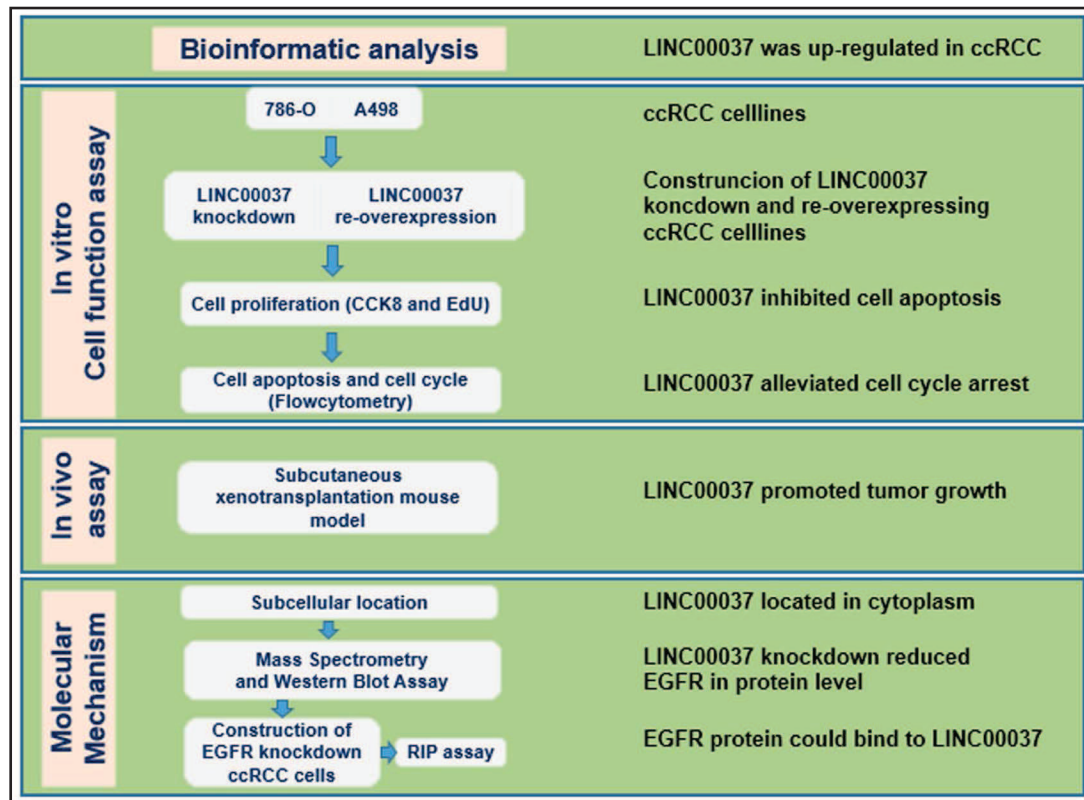 Bioinformatic analysis
LINC00037 was up-regulated in ccRCC
In vitro
Cell function assay
786-O A498
ccRCC celllines
LINC00037
knockdown
LINC00037
re-overexpression
Construncion of LINC00037
koncdown and re-overexpressing
ccRCC celllines
Cell proliferation (CCK8 and EdU)
LINC00037 inhibited cell apoptosis
Cell apoptosis and cell cycle
(Flowcytometry)
LINC00037 alleviated cell cycle arrest
In vivo
assay
Subcutaneous
xenotransplantation mouse
model
LINC00037 promoted tumor growth
Molecular
Mechanism
Subcellular location
LINC00037 located in cytoplasm
Mass Spectrometry
and Western Blot Assay
LINC00037 knockdown reduced
EGFR in protein level
Construction of
EGFR knockdown
ccRCC cells
RIP assay
EGFR protein could bind to LINC00037